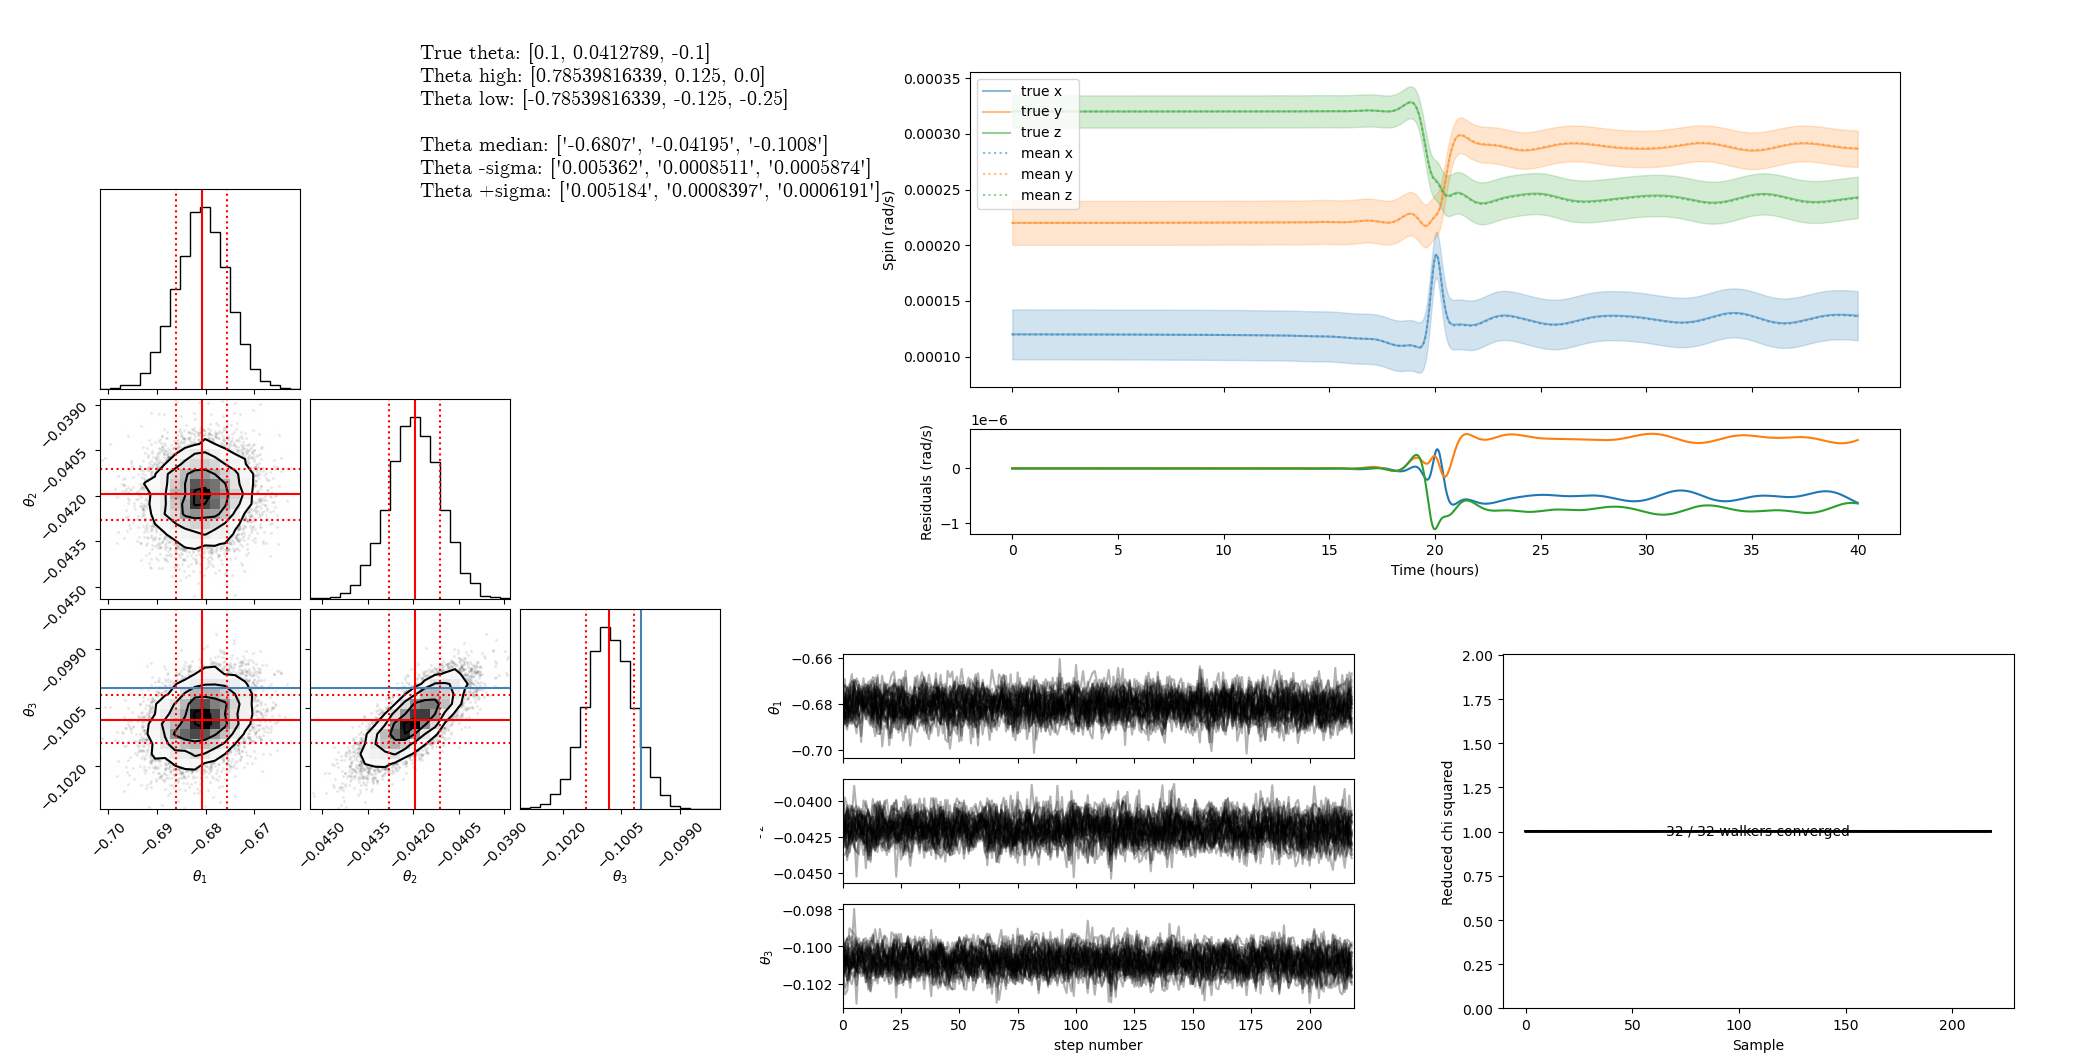 True theta: [0.1, 0.0412789, -0.1]
Theta high: [0.78539816339, 0.125, 0.0]
Theta low: [-0.78539816339, -0.125, -0.25]
Theta median: ['-0.6807', '-0.04195', '-0.1008']
Theta -sigma: ['0.005362', '0.0008511', '0.0005874']
Theta +sigma: ['0.005184', '0.0008397', '0.0006191']
−0.0390
−0.0405
−0.0420
−0.0435
−0.0450
θ2
−0.0990
−0.1005
−0.1020
θ3
−0.70 −0.69 −0.68 −0.67
θ1
−0.0450 −0.0435 −0.0420 −0.0405 −0.0390
θ2
−0.1020 −0.1005 −0.0990
θ3
0.00035
0.00030
0.00025
0.00020
0.00015
0.00010
Spin (rad/s)
true x
true y
true z
mean x
mean y
mean z
1e−6
0
−1
Residuals (rad/s)
0 5 10 15 20 25 30 35 40
Time (hours)
−0.66
−0.68
−0.70
θ1
−0.0400
−0.0425
−0.0450
−0.098
−0.100
−0.102
θ3
0 25 50 75 100 125 150 175 200
step number
2.00
1.75
1.50
1.25
1.00
0.75
0.50
0.25
0.00
Reduced chi squared
32 / 32 walkers converged
0 50 100 150 200
Sample